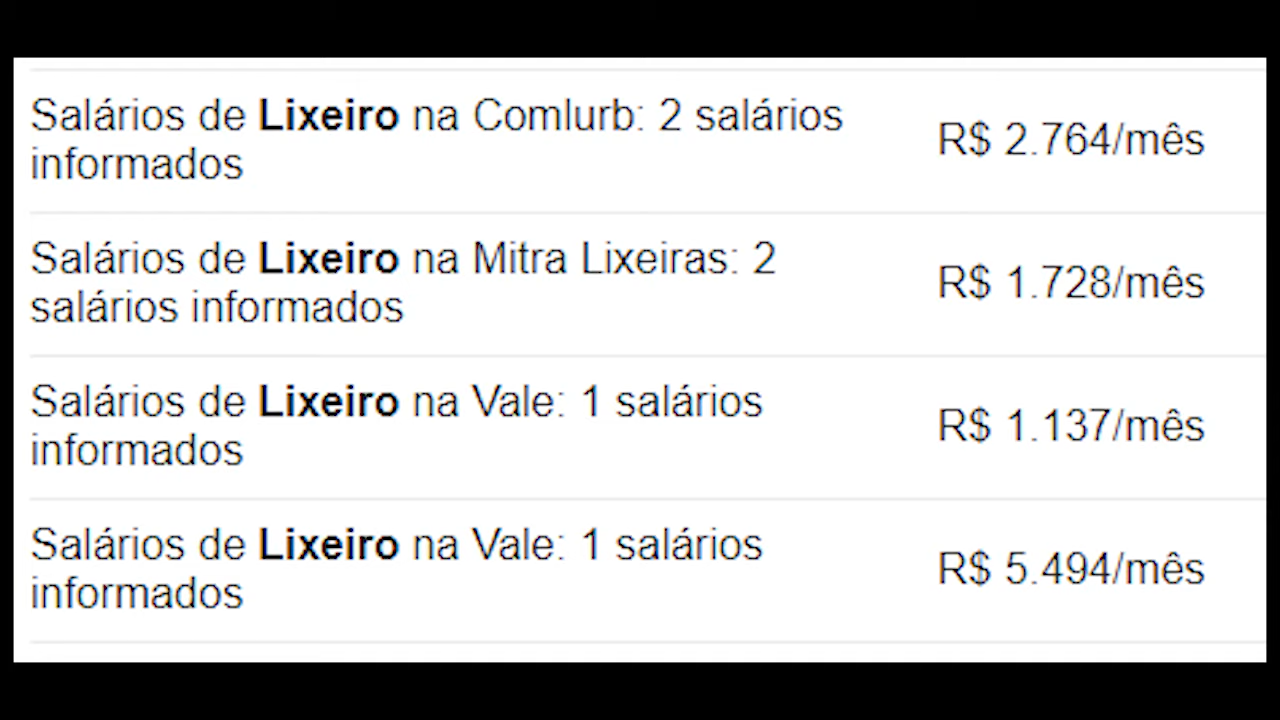 Salários de Lixeiro na Comlurb: 2 salários
informados
R$ 2.764/mês
Salários de Lixeiro na Mitra Lixeiras: 2
salários informados
R$ 1.728/mês
Salários de Lixeiro na Vale: 1 salários
informados
R$ 1.137/mês
Salários de Lixeiro na Vale: 1 salários
informados
R$ 5.494/mês